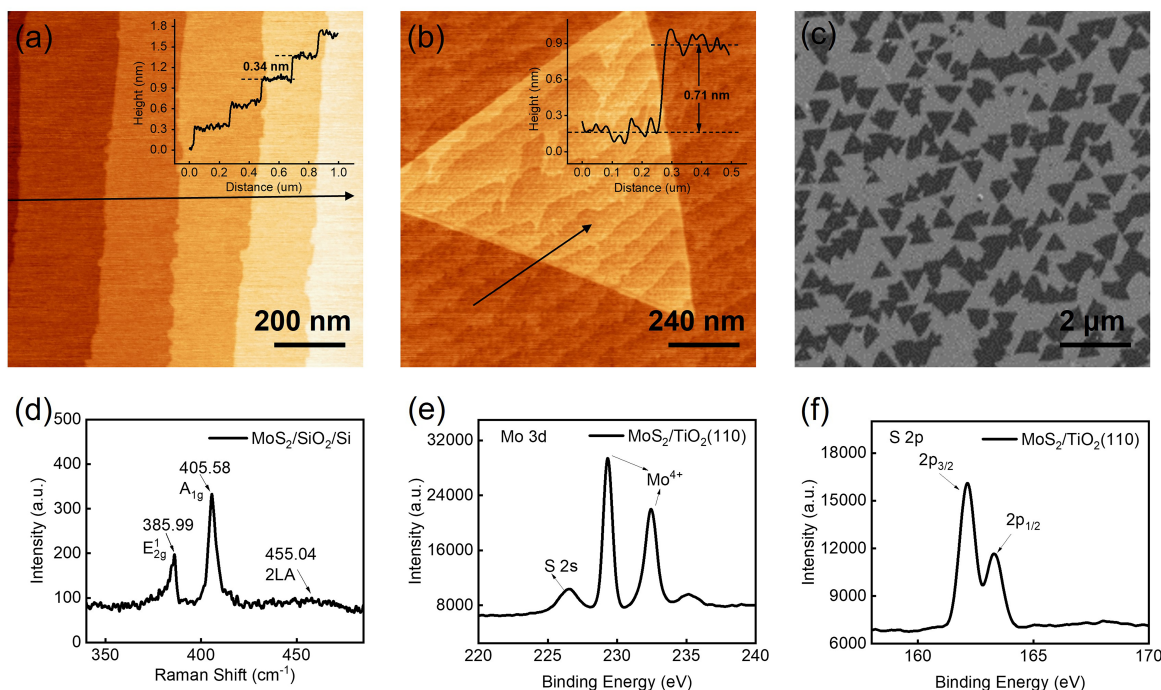 (a)
1.8
1.5
1.2
0.9
0.6
0.3
0.0
Height (nm)
0.34 nm
0.0 0.2 0.4 0.6 0.8 1.0
Distance (um)
200 nm
(b)
0.9
0.6
0.3
0.0
Height (nm)
0.71 nm
0.0 0.1 0.2 0.3 0.4 0.5
Distance (um)
240 nm
(c)
2 μm
(d)
500
400
300
200
100
0
Intensity (a.u.)
MoS₂/SiO₂/Si
405.58
A₁g
385.99
E¹₂g
455.04
2LA
350 400 450
Raman Shift (cm⁻¹)
(e)
32000
24000
16000
8000
Intensity (a.u.)
Mo 3d
MoS₂/TiO₂(110)
Mo⁴⁺
S 2s
220 225 230 235 240
Binding Energy (eV)
(f)
18000
15000
12000
9000
6000
Intensity (a.u.)
S 2p
MoS₂/TiO₂(110)
2p₃/₂
2p₁/₂
160 165 170
Binding Energy (eV)